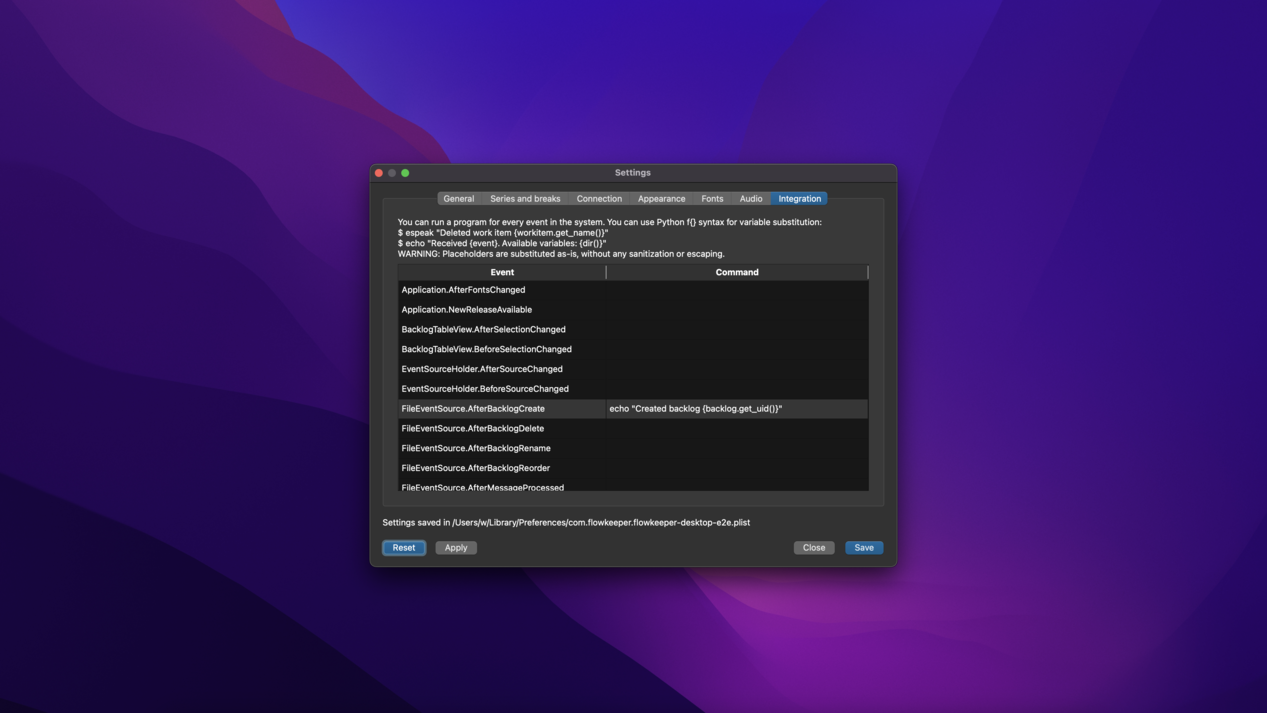 Settings
General Series and breaks Connection Appearance Fonts Audio Integration
You can run a program for every event in the system. You can use Python f{} syntax for variable substitution:
$ espeak "Deleted work item {workitem.get_name()}"
$ echo "Received {event}. Available variables: {dir()}"
WARNING: Placeholders are substituted as-is, without any sanitization or escaping.
Event Command
Application.AfterFontsChanged
Application.NewReleaseAvailable
BacklogTableView.AfterSelectionChanged
BacklogTableView.BeforeSelectionChanged
EventSourceHolder.AfterSourceChanged
EventSourceHolder.BeforeSourceChanged
FileEventSource.AfterBacklogCreate echo "Created backlog {backlog.get_uid()}"
FileEventSource.AfterBacklogDelete
FileEventSource.AfterBacklogRename
FileEventSource.AfterBacklogReorder
FileEventSource.AfterMessageProcessed
Settings saved in /Users/w/Library/Preferences/com.flowkeeper.flowkeeper-desktop-e2e.plist
Reset Apply Close Save